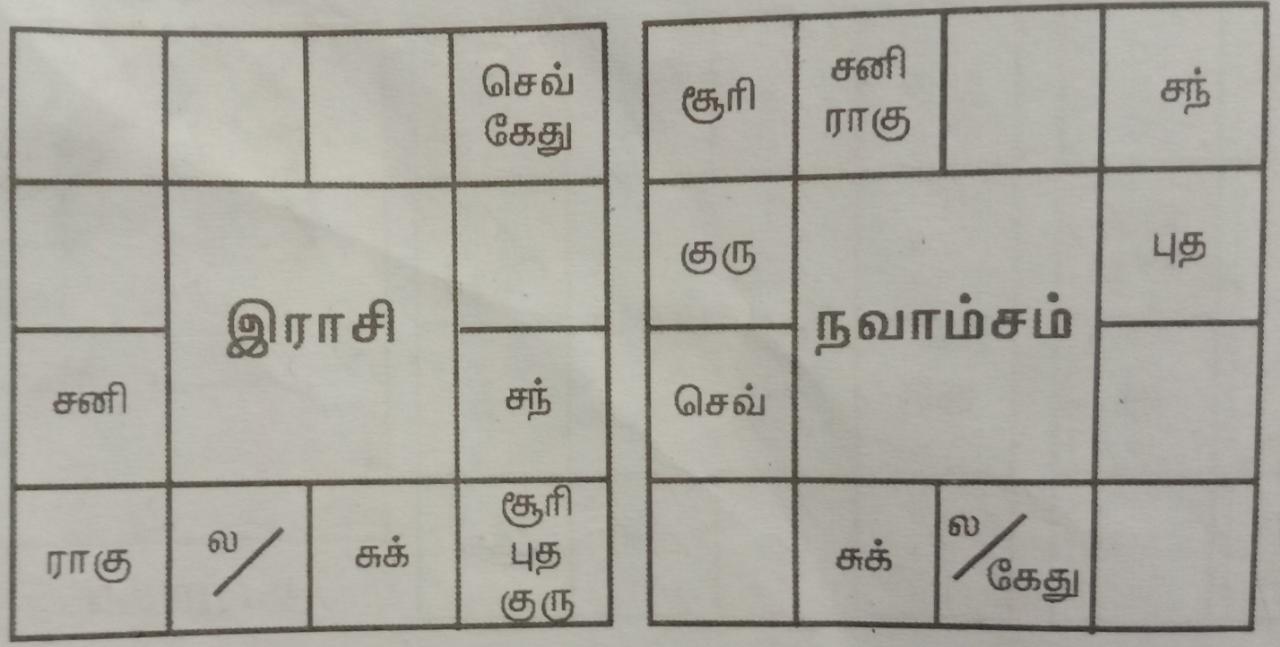 செவ்
கேது
இராசி
சனி
சந்
ராகு
ல
சுக்
சூரி
புத
குரு
சூரி
சனி
ராகு
சந்
குரு
நவாம்சம்
புத
செவ்
சுக்
ல
கேது